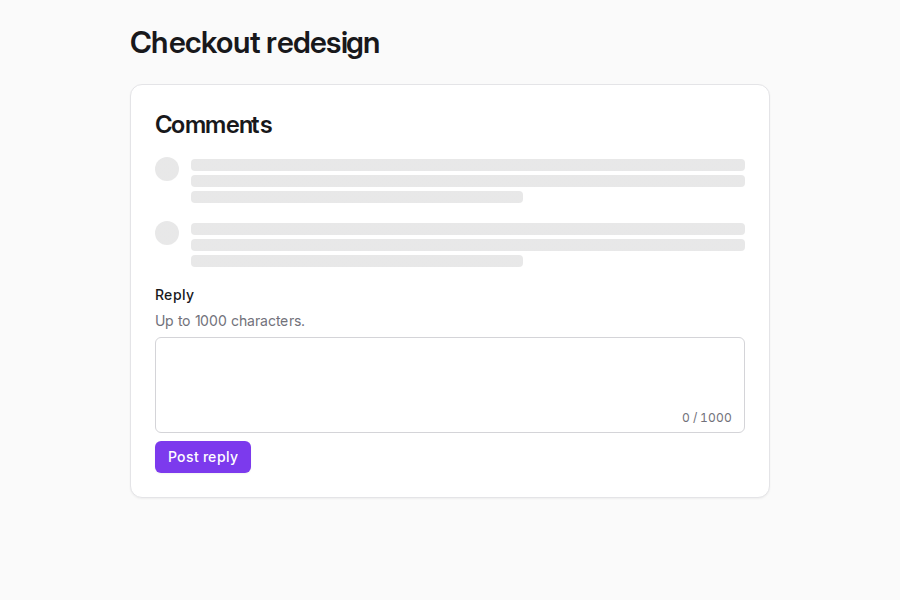 Checkout redesign
Comments
Reply
Up to 1000 characters.
0 / 1000
Post reply